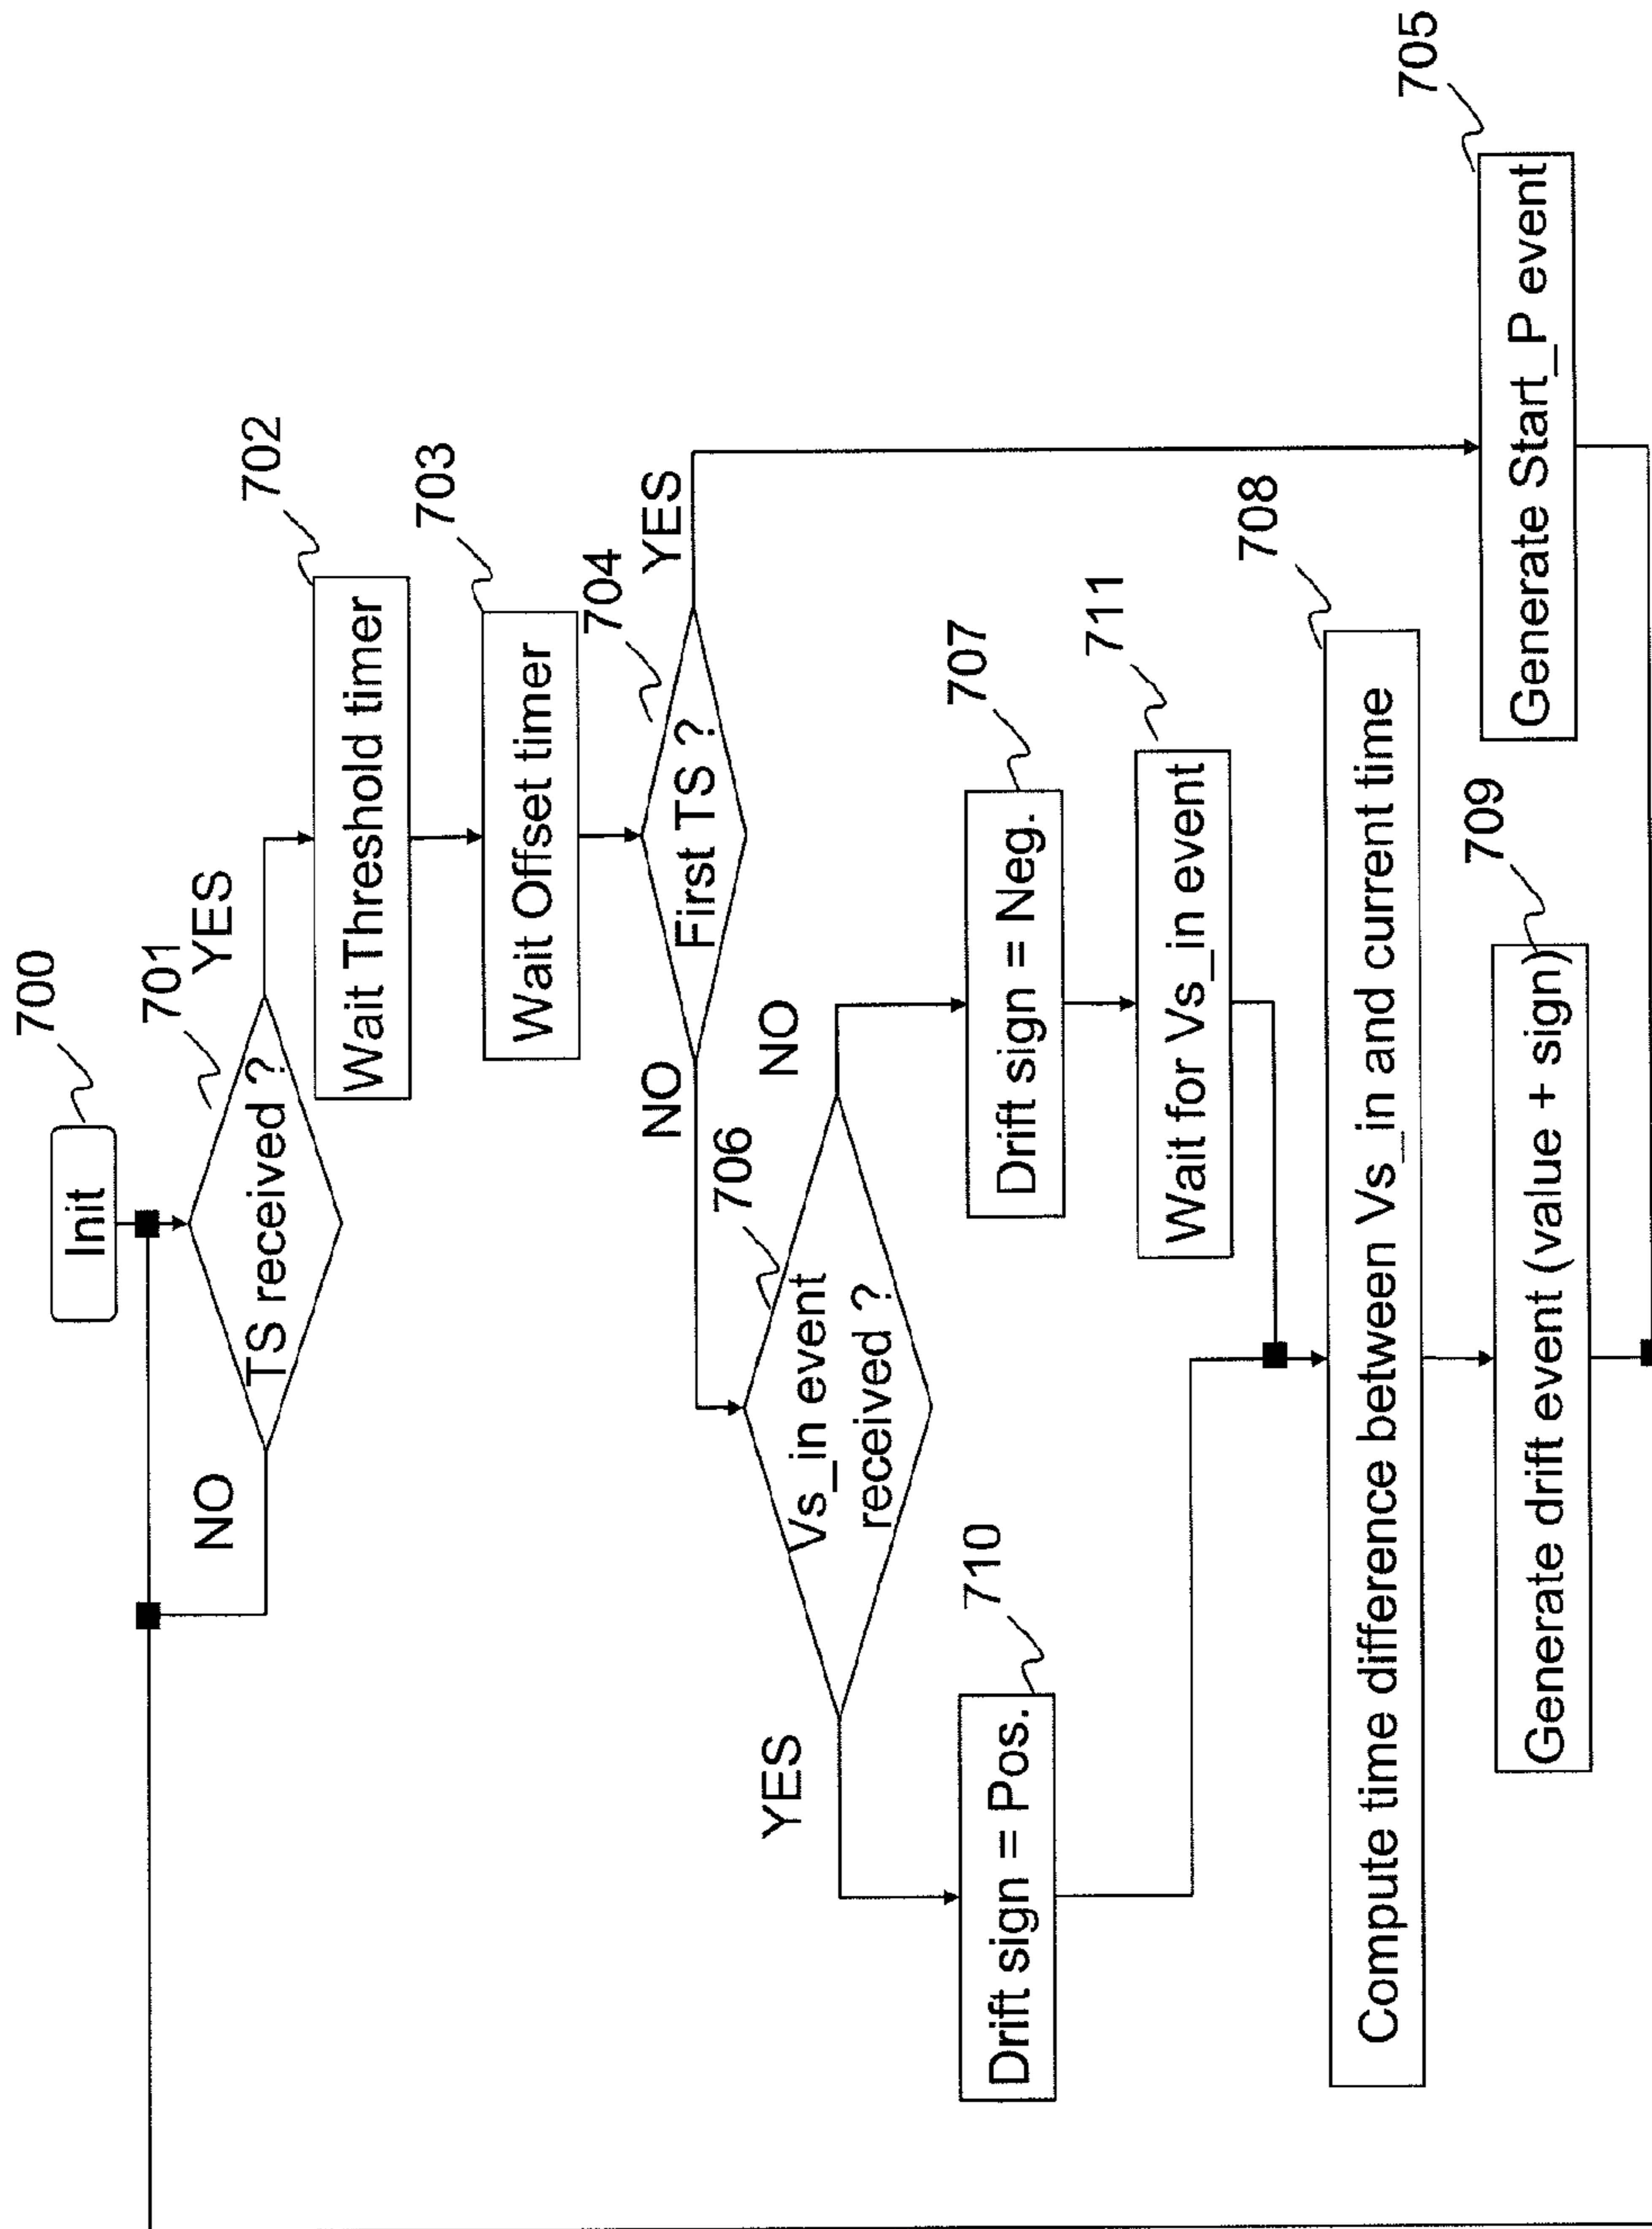 700
Init
701
TS received ?
YES
NO
702
Wait Threshold timer
703
Wait Offset timer
704
First TS ?
YES
NO
706
Vs_in event
received ?
NO
YES
707
Drift sign = Neg.
710
Drift sign = Pos.
711
Wait for Vs_in event
708
Compute time difference between Vs_in and current time
709
Generate drift event (value + sign)
705
Generate Start_P event